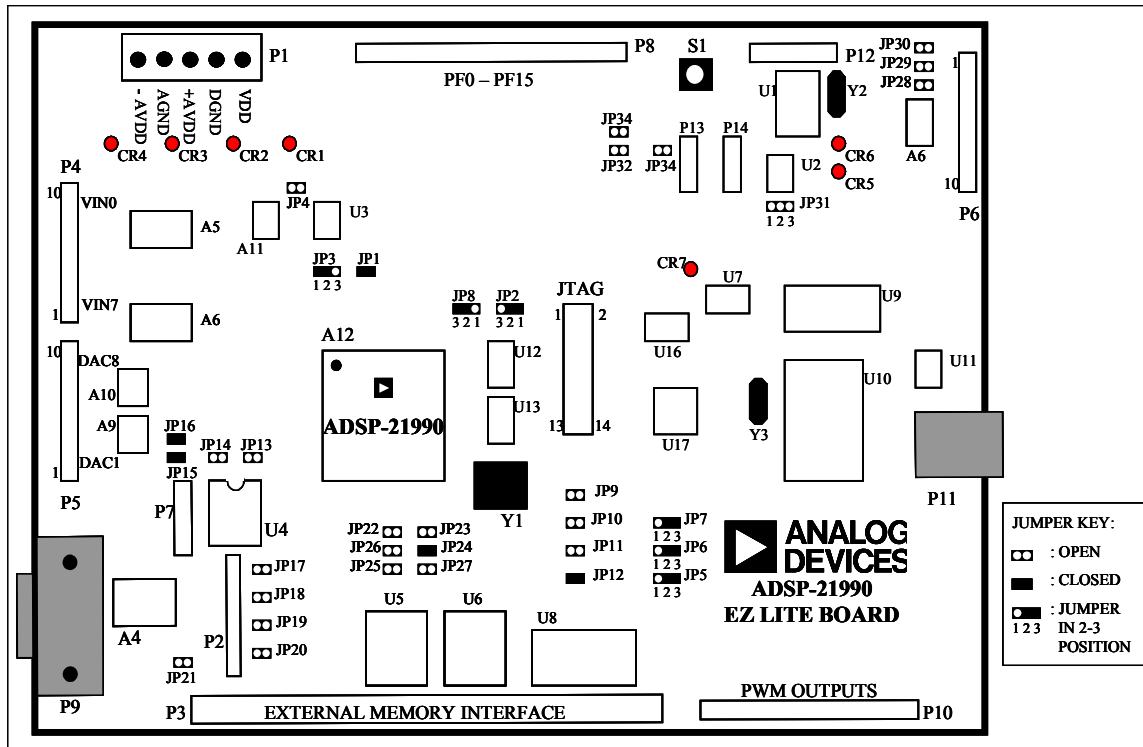 P1
P8
S1
P12
JP30
JP29
JP28
- AVDD
AGND
+AVDD
DGND
VDD
PF0 – PF15
U1
Y2
1
A6
10
P6
CR4
CR3
CR2
CR1
JP34
JP32
JP34
P13
P14
U2
CR6
CR5
JP31
1 2 3
P4
10
VIN0
A5
JP4
A11
U3
JP3
1 2 3
JP1
VIN7
1
A6
CR7
U7
U9
JP8
3 2 1
JP2
3 2 1
JTAG
1
2
13
14
U16
A12
ADSP-21990
U12
U13
U17
Y3
U10
U11
P11
10
DAC8
A10
A9
DAC1
1
P5
JP16
JP15
JP14
JP13
P7
U4
Y1
JP9
JP10
JP11
JP12
JP7
1 2 3
JP6
1 2 3
JP5
1 2 3
JP22
JP23
JP26
JP24
JP25
JP27
ANALOG
DEVICES
ADSP-21990
EZ LITE BOARD
JP17
JP18
JP19
JP20
P2
A4
JP21
P9
U5
U6
U8
P3
EXTERNAL MEMORY INTERFACE
PWM OUTPUTS
P10
JUMPER KEY:
: OPEN
: CLOSED
: JUMPER
1 2 3 IN 2-3
POSITION